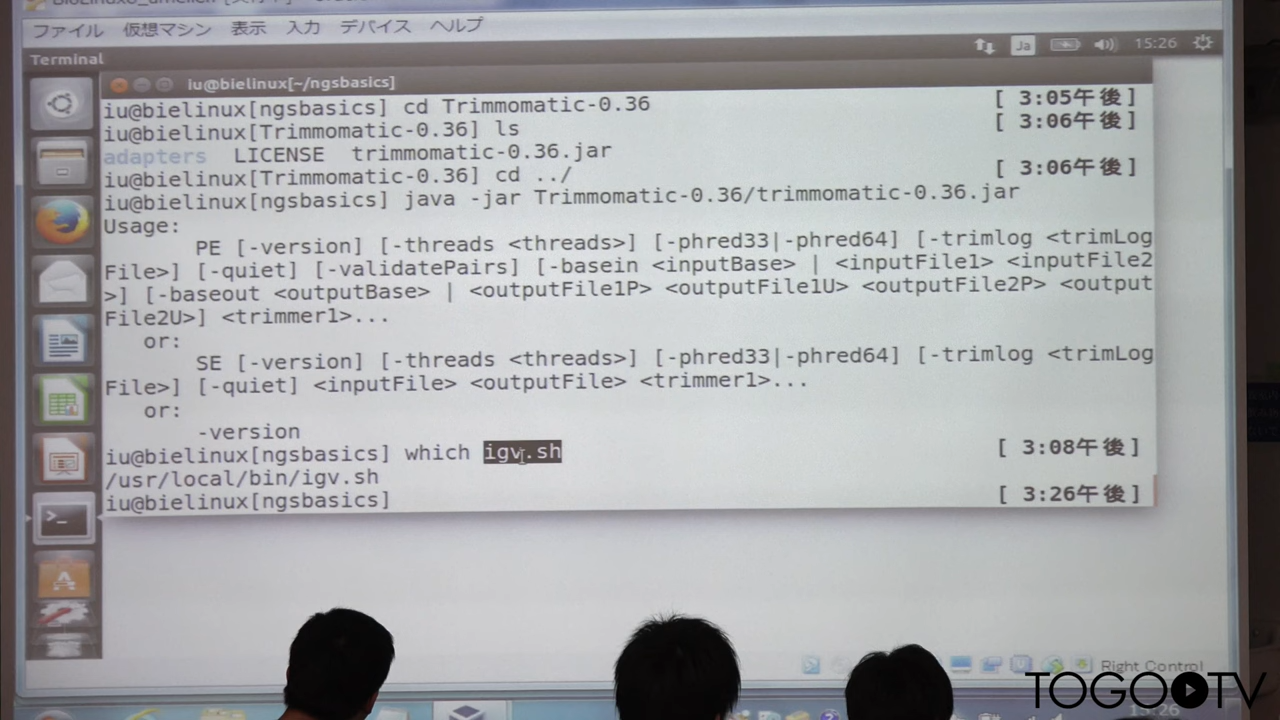 ファイル 仮想マシン 表示 入力 デバイス ヘルプ
Terminal Ja 15:26
iu@bielinux[~/ngsbasics]
iu@bielinux[ngsbasics] cd Trimmomatic-0.36 [ 3:05午後]
iu@bielinux[Trimmomatic-0.36] ls [ 3:06午後]
adapters LICENSE trimmomatic-0.36.jar
iu@bielinux[Trimmomatic-0.36] cd ../ [ 3:06午後]
iu@bielinux[ngsbasics] java -jar Trimmomatic-0.36/trimmomatic-0.36.jar
Usage:
PE [-version] [-threads <threads>] [-phred33|-phred64] [-trimlog <trimLog
File>] [-quiet] [-validatePairs] [-basein <inputBase> | <inputFile1> <inputFile2
>] [-baseout <outputBase> | <outputFile1P> <outputFile1U> <outputFile2P> <output
File2U>] <trimmer1>...
or:
SE [-version] [-threads <threads>] [-phred33|-phred64] [-trimlog <trimLog
File>] [-quiet] <inputFile> <outputFile> <trimmer1>...
or:
-version
iu@bielinux[ngsbasics] which igv.sh [ 3:08午後]
/usr/local/bin/igv.sh
iu@bielinux[ngsbasics] [ 3:26午後]
Right Control
TOGOTV
15:26